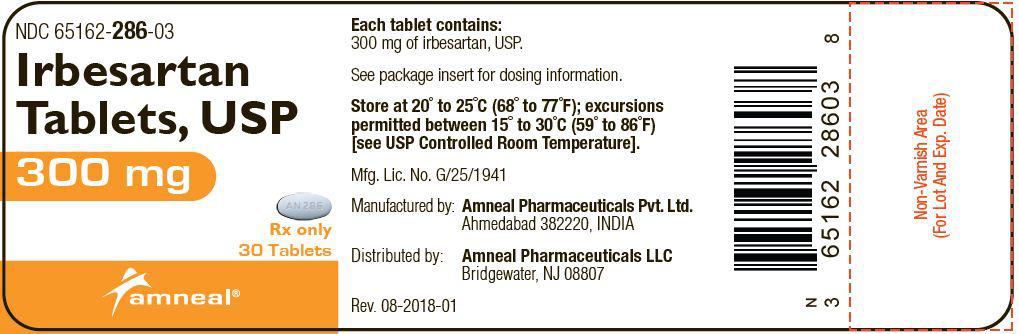 NDC 65162-286-03
Irbesartan
Tablets, USP
300 mg
AN286
Rx only
30 Tablets
amneal®
Each tablet contains:
300 mg of irbesartan, USP.
See package insert for dosing information.
Store at 20° to 25°C (68° to 77°F); excursions
permitted between 15° to 30°C (59° to 86°F)
[see USP Controlled Room Temperature].
Mfg. Lic. No. G/25/1941
Manufactured by: Amneal Pharmaceuticals Pvt. Ltd.
Ahmedabad 382220, INDIA
Distributed by: Amneal Pharmaceuticals LLC
Bridgewater, NJ 08807
Rev. 08-2018-01
N
3 65162 28603 8
Non-Varnish Area
(For Lot And Exp. Date)